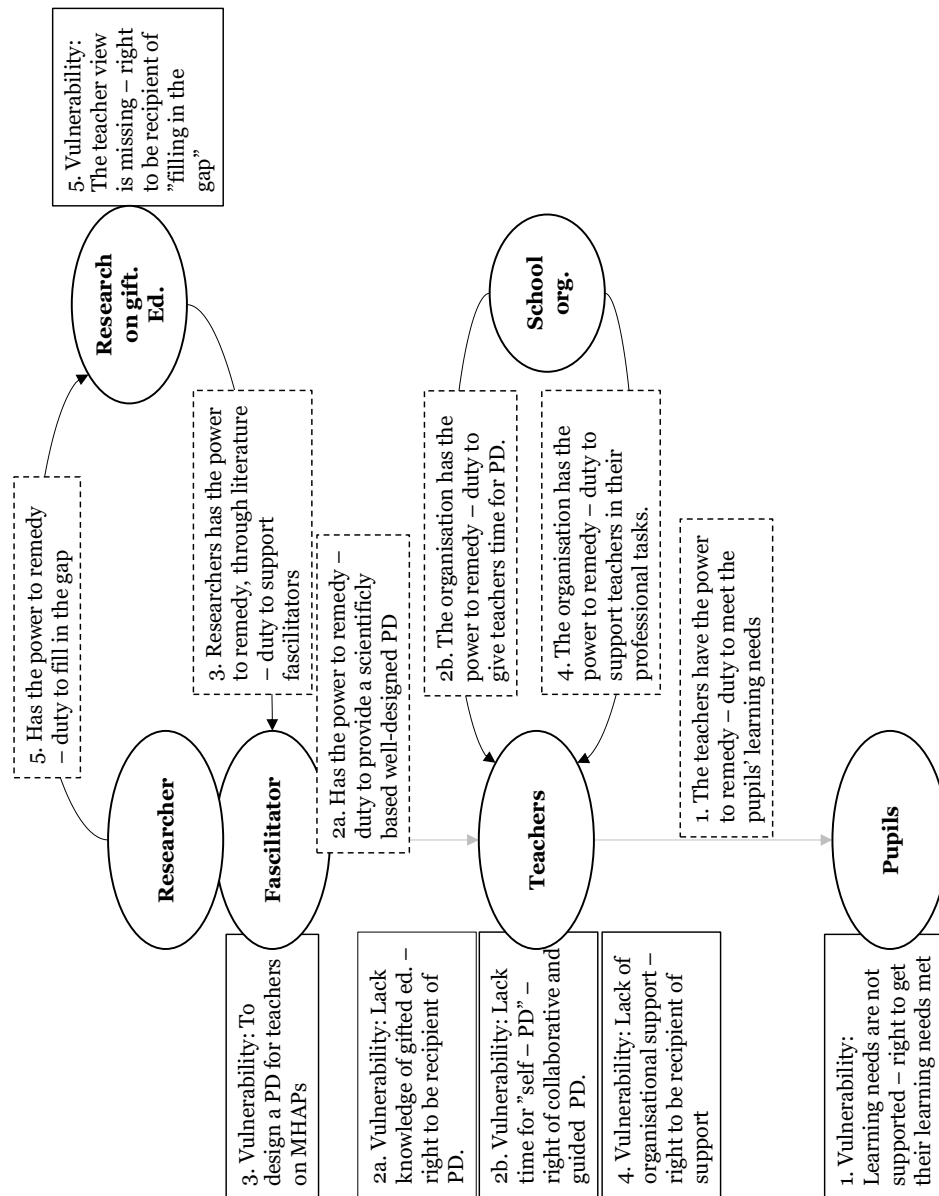 5. Vulnerability:
The teacher view
is missing – right
to be recipient of
”filling in the
gap”
Research
on gift.
Ed.
School
org.
5. Has the power to remedy
– duty to fill in the gap
3. Researchers has the power
to remedy, through literature
– duty to support
fascilitators
2a. Has the power to remedy –
duty to provide a scientificly
based well-designed PD
2b. The organisation has the
power to remedy – duty to
give teachers time for PD.
4. The organisation has the
power to remedy – duty to
support teachers in their
professional tasks.
1. The teachers have the power
to remedy – duty to meet the
pupils’ learning needs
Researcher
Fascilitator
Teachers
Pupils
3. Vulnerability: To
design a PD for teachers
on MHAPs
2a. Vulnerability: Lack
knowledge of gifted ed. –
right to be recipient of
PD.
2b. Vulnerability: Lack
time for ”self – PD” –
right of collaborative and
guided PD.
4. Vulnerability: Lack of
organisational support –
right to be recipient of
support
1. Vulnerability:
Learning needs are not
supported – right to get
their learning needs met